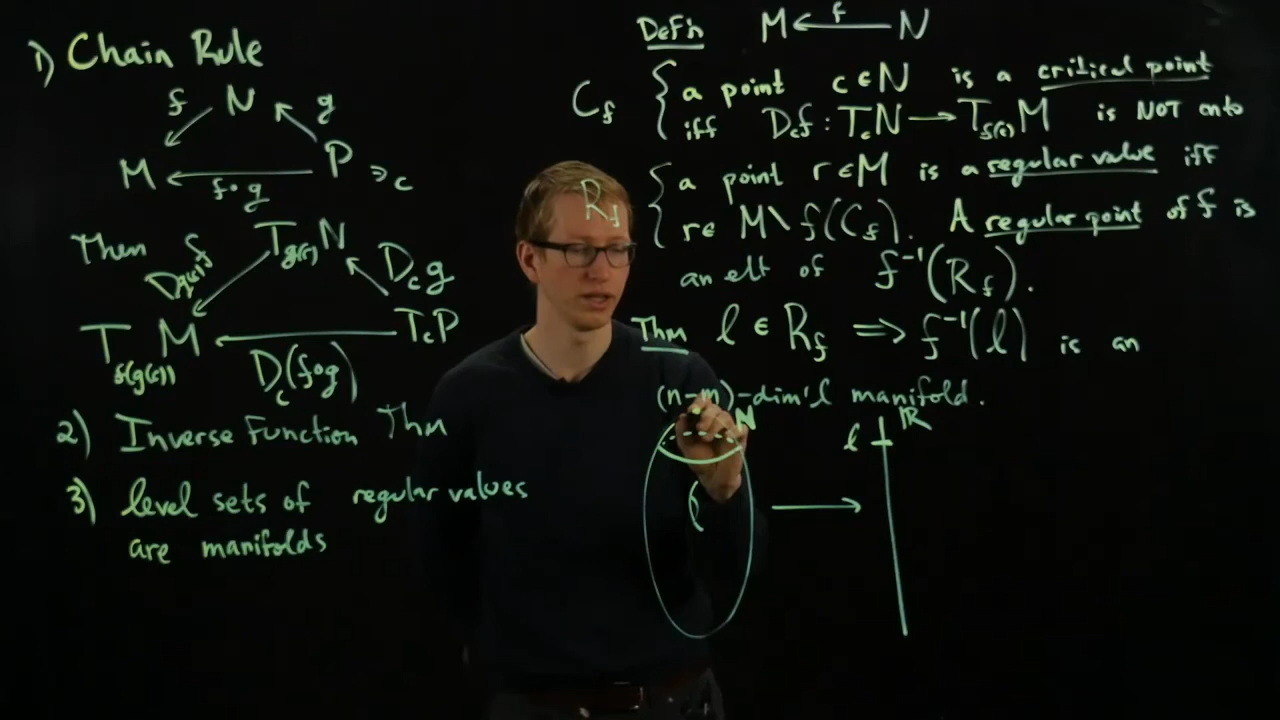 1) Chain Rule
f N g
M P ∋ c
f∘g
Then f T_{g(c)}N
D_{g(c)}f D_c g
T_{f(g(c))}M T_cP
D_c(f∘g)
2) Inverse Function Thm
3) level sets of regular values
are manifolds
Def'n M ←f— N
C_f { a point c ∈ N is a critical point
iff D_cf : T_cN → T_{f(c)}M is NOT onto
R_f { a point r ∈ M is a regular value iff
r ∈ M \ f(C_f). A regular point of f is
an elt of f⁻¹(R_f).
Thm ℓ ∈ R_f ⟹ f⁻¹(ℓ) is an
(n-m)-dim'l manifold.
N ℓ ℝ